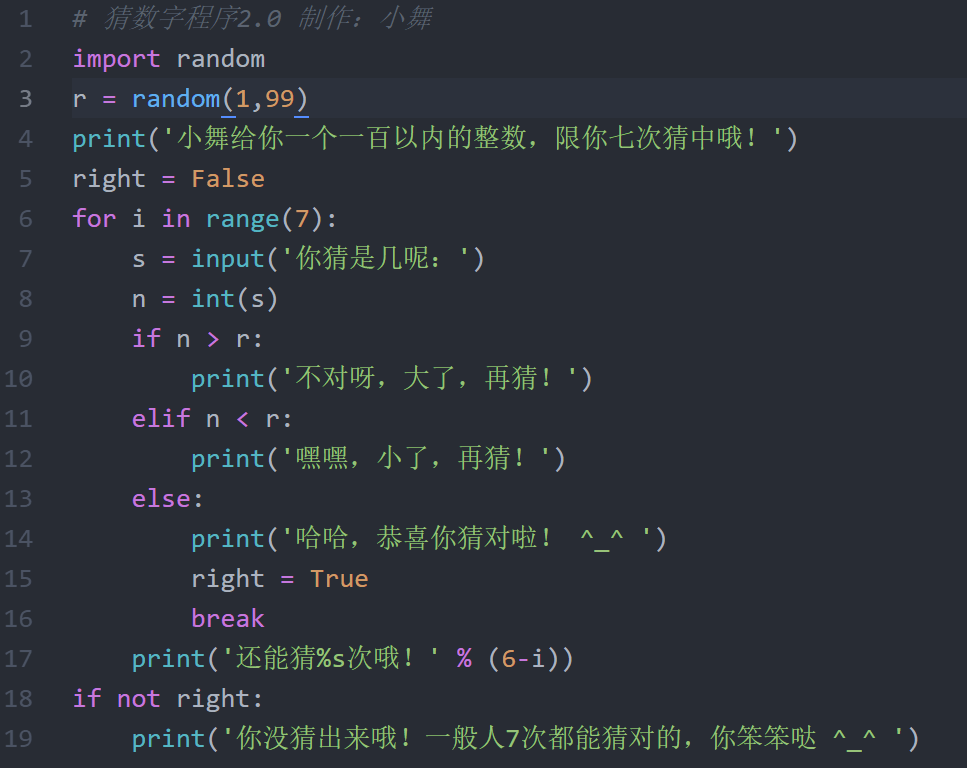 1 # 猜数字程序2.0 制作：小舞
2 import random
3 r = random(1,99)
4 print('小舞给你一个一百以内的整数，限你七次猜中哦！')
5 right = False
6 for i in range(7):
7     s = input('你猜是几呢：')
8     n = int(s)
9     if n > r:
10         print('不对呀，大了，再猜！')
11     elif n < r:
12         print('嘿嘿，小了，再猜！')
13     else:
14         print('哈哈，恭喜你猜对啦！ ^_^ ')
15         right = True
16         break
17     print('还能猜%s次哦！' % (6-i))
18 if not right:
19     print('你没猜出来哦！一般人7次都能猜对的，你笨笨哒 ^_^ ')